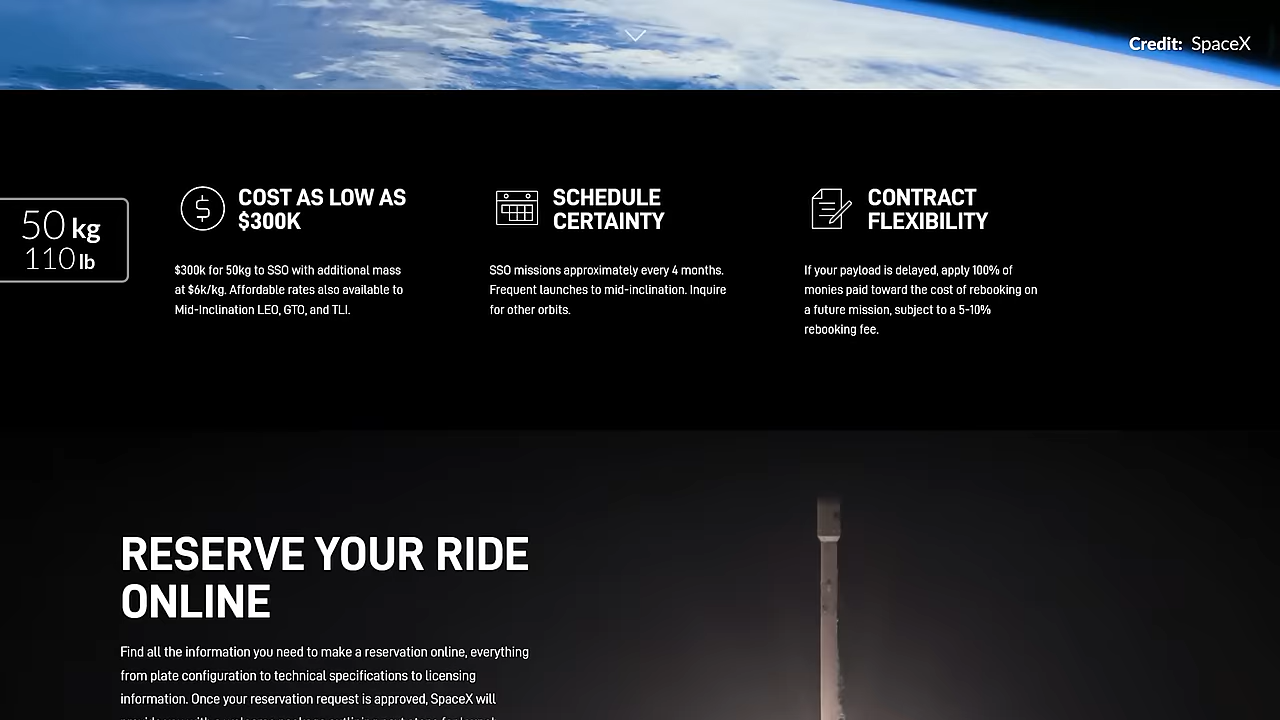 Credit: SpaceX
50 kg
110 lb
COST AS LOW AS
$300K
$300k for 50kg to SSO with additional mass
at $6k/kg. Affordable rates also available to
Mid-Inclination LEO, GTO, and TLI.
SCHEDULE
CERTAINTY
SSO missions approximately every 4 months.
Frequent launches to mid-inclination. Inquire
for other orbits.
CONTRACT
FLEXIBILITY
If your payload is delayed, apply 100% of
monies paid toward the cost of rebooking on
a future mission, subject to a 5-10%
rebooking fee.
RESERVE YOUR RIDE
ONLINE
Find all the information you need to make a reservation online, everything
from plate configuration to technical specifications to licensing
information. Once your reservation request is approved, SpaceX will